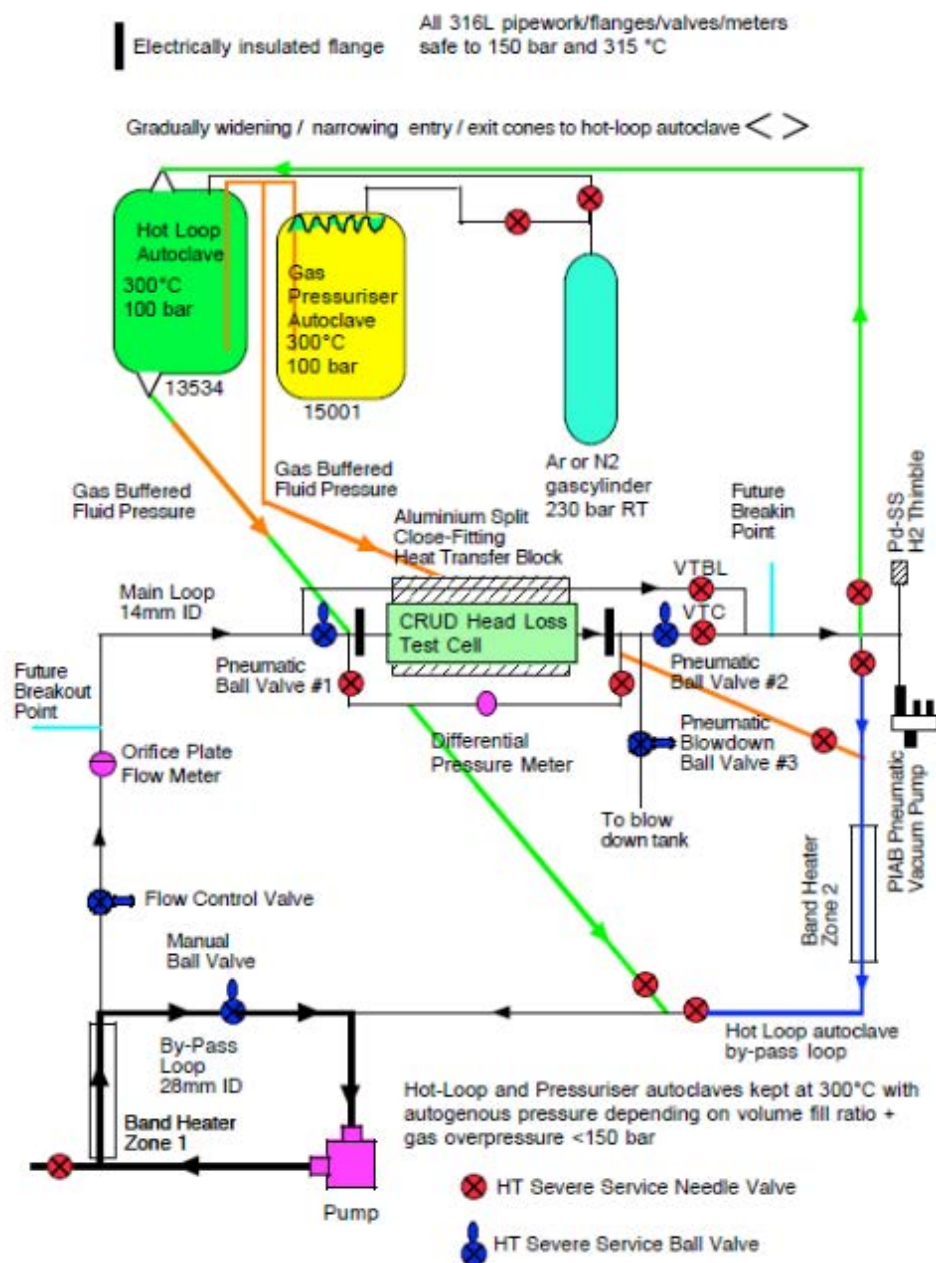 Electrically insulated flange
All 316L pipework/flanges/valves/meters
safe to 150 bar and 315 °C
Gradually widening / narrowing entry / exit cones to hot-loop autoclave
Hot Loop
Autoclave
300°C
100 bar
13534
Gas
Pressuriser
Autoclave
300°C
100 bar
15001
Ar or N2
gascylinder
230 bar RT
Gas Buffered
Fluid Pressure
Gas Buffered
Fluid Pressure
Aluminium Split
Close-Fitting
Heat Transfer Block
Future
Breakin
Point
Pd-SS
H2 Thimble
Main Loop
14mm ID
VTBL
VTC
CRUD Head Loss
Test Cell
Pneumatic
Ball Valve #1
Pneumatic
Ball Valve #2
Future
Breakout
Point
Differential
Pressure Meter
Pneumatic
Blowdown
Ball Valve #3
Orifice Plate
Flow Meter
To blow
down tank
PIAB Pneumatic
Vacuum Pump
Band Heater
Zone 2
Flow Control Valve
Manual
Ball Valve
By-Pass
Loop
28mm ID
Hot Loop autoclave
by-pass loop
Band Heater
Zone 1
Hot-Loop and Pressuriser autoclaves kept at 300°C with
autogenous pressure depending on volume fill ratio +
gas overpressure <150 bar
Pump
HT Severe Service Needle Valve
HT Severe Service Ball Valve